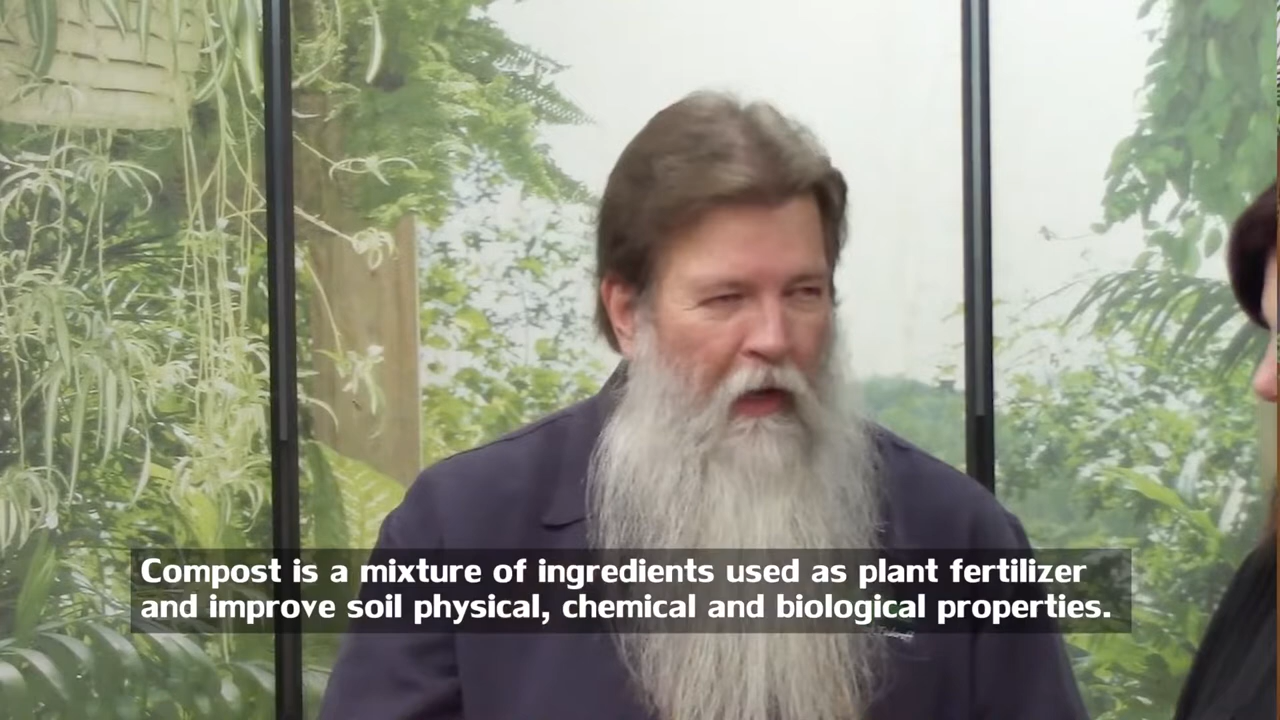 Compost is a mixture of ingredients used as plant fertilizer
and improve soil physical, chemical and biological properties.